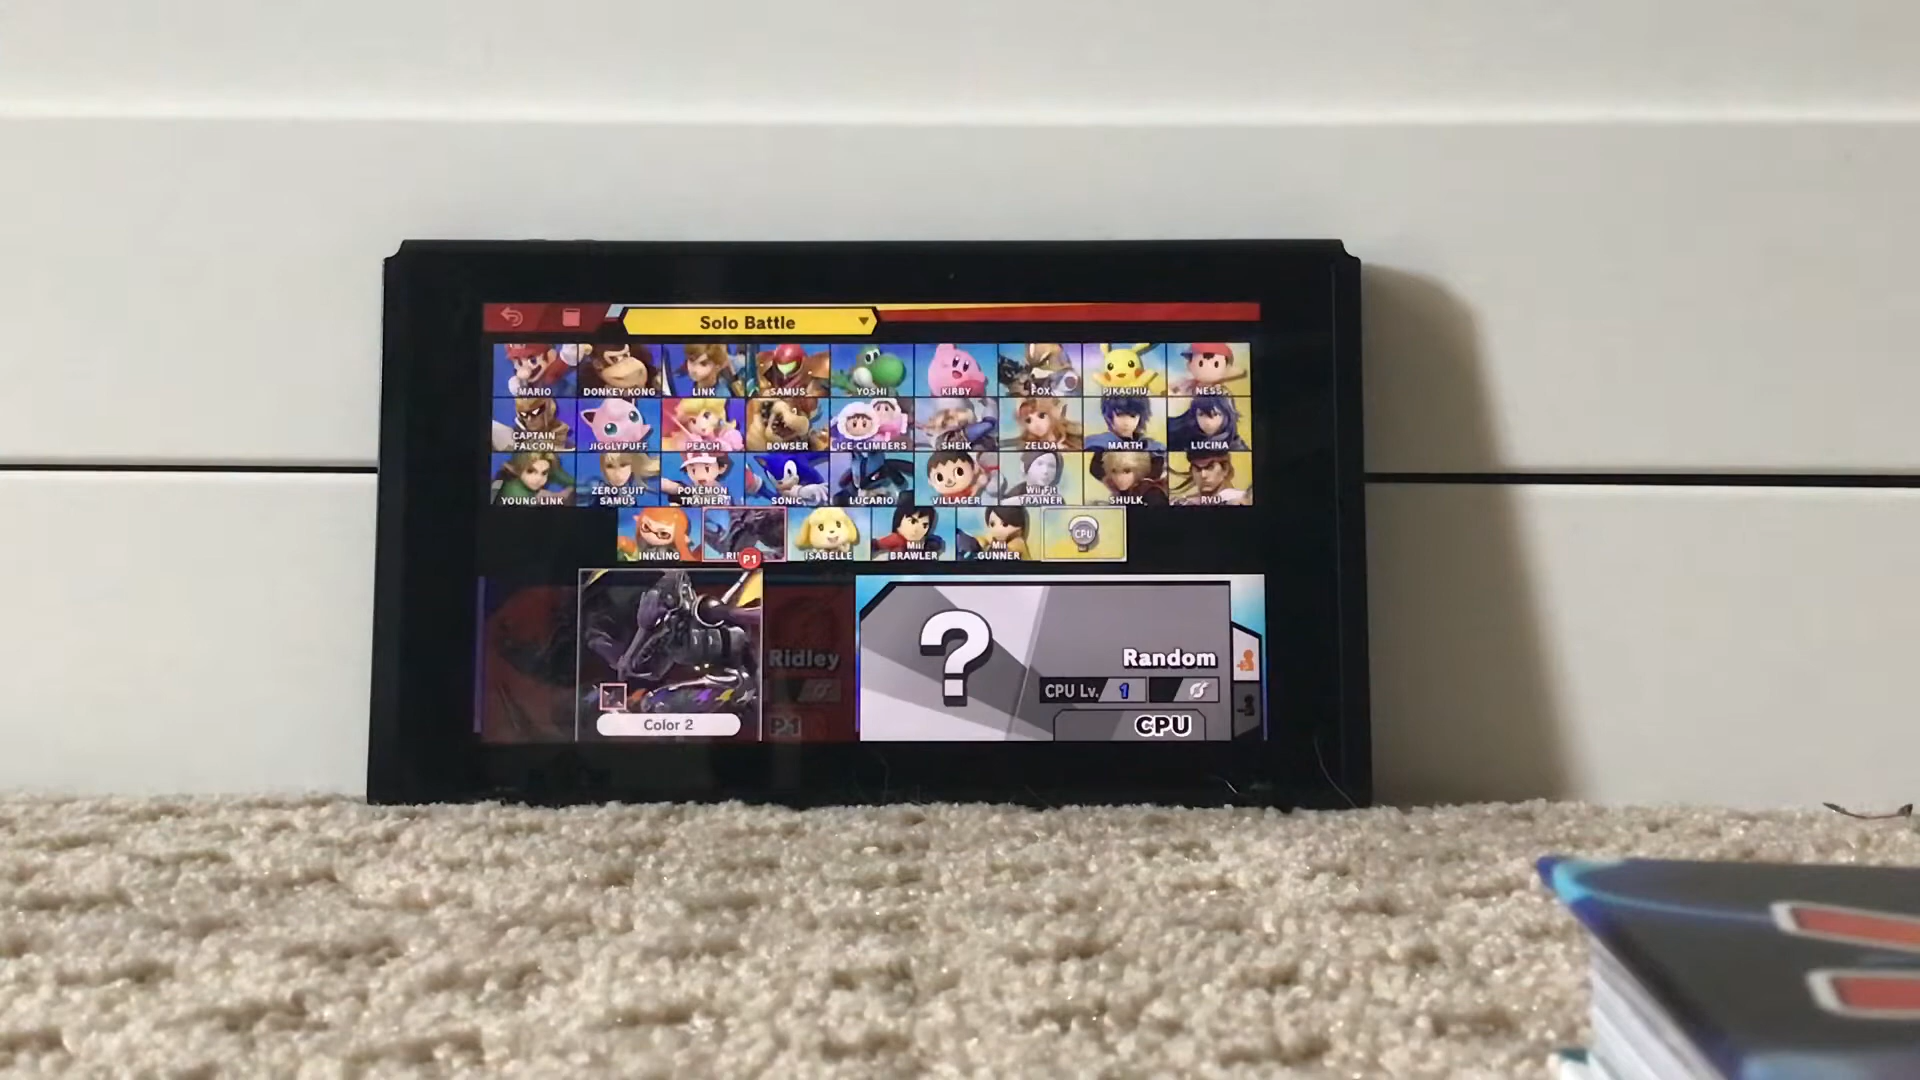 Solo Battle
MARIO DONKEY KONG LINK SAMUS YOSHI KIRBY FOX PIKACHU NESS
CAPTAIN FALCON JIGGLYPUFF PEACH BOWSER ICE CLIMBERS SHEIK ZELDA MARTH LUCINA
YOUNG LINK ZERO SUIT SAMUS POKÉMON TRAINER SONIC LUCARIO VILLAGER Wii Fit TRAINER SHULK RYU
INKLING RI ISABELLE Mii BRAWLER Mii GUNNER CPU
P1
Ridley
Color 2
P1
?
Random
CPU Lv. 1
CPU